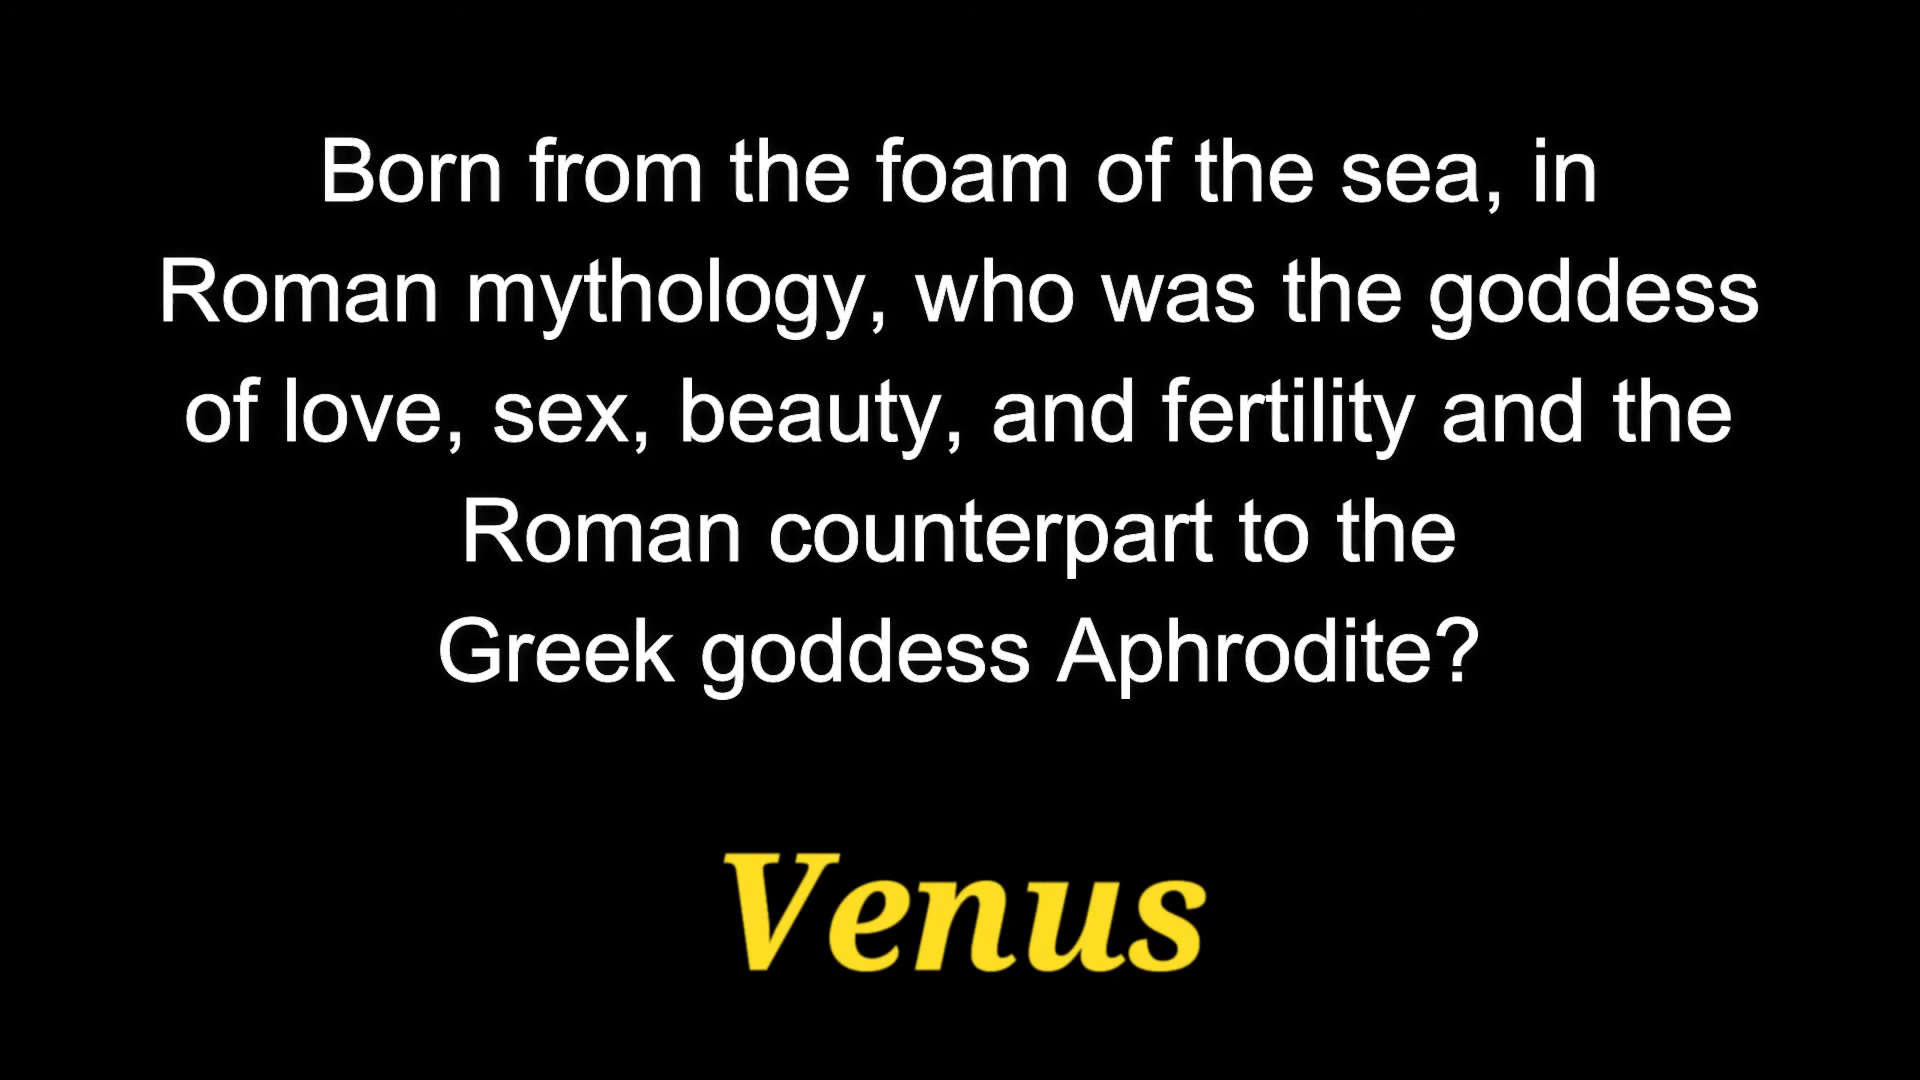 Born from the foam of the sea, in
Roman mythology, who was the goddess
of love, sex, beauty, and fertility and the
Roman counterpart to the
Greek goddess Aphrodite?
Venus